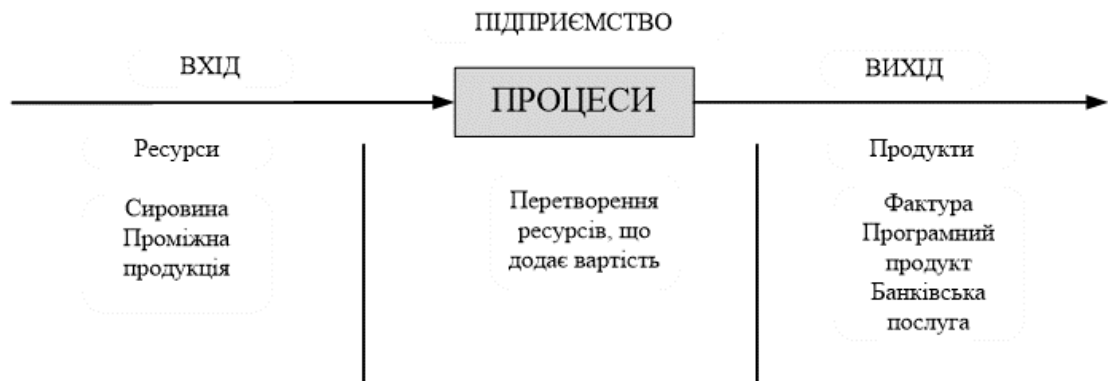 ПІДПРИЄМСТВО
ВХІД
ПРОЦЕСИ
ВИХІД
Ресурси
Сировина
Проміжна
продукція
Перетворення
ресурсів, що
додає вартість
Продукти
Фактура
Програмний
продукт
Банківська
послуга